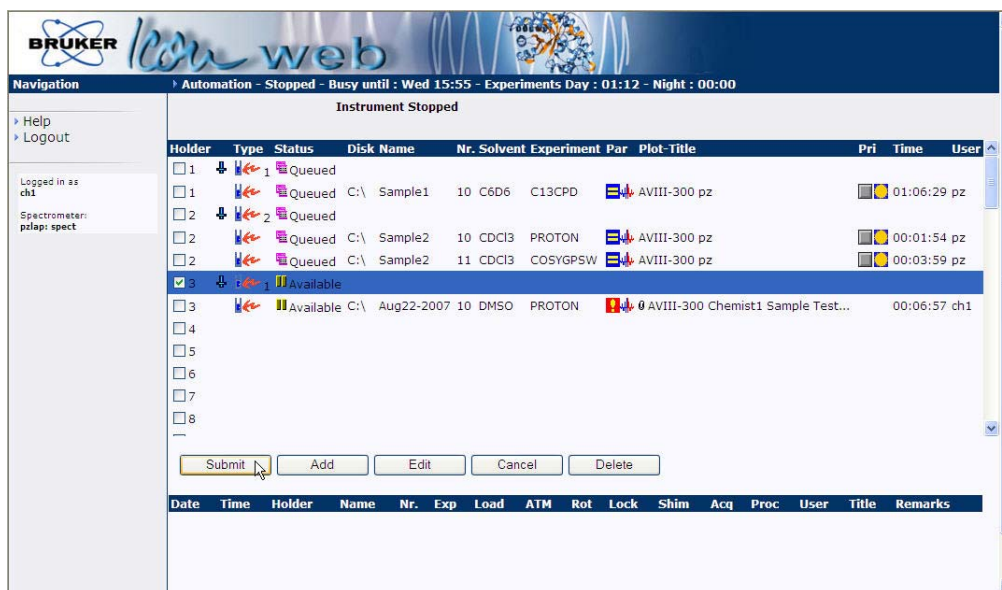 BRUKER Icon web
Navigation
Automation - Stopped - Busy until : Wed 15:55 - Experiments Day : 01:12 - Night : 00:00
Help
Logout
Logged in as
ch1
Spectrometer:
pzlap: spect
Instrument Stopped
Holder Type Status Disk Name Nr. Solvent Experiment Par Plot-Title Pri Time User
1 1 Queued
1 Queued C:\ Sample1 10 C6D6 C13CPD AVIII-300 pz 01:06:29 pz
2 2 Queued
2 Queued C:\ Sample2 10 CDCl3 PROTON AVIII-300 pz 00:01:54 pz
2 Queued C:\ Sample2 11 CDCl3 COSYGPSW AVIII-300 pz 00:03:59 pz
3 1 Available
3 Available C:\ Aug22-2007 10 DMSO PROTON AVIII-300 Chemist1 Sample Test... 00:06:57 ch1
4
5
6
7
8
Submit Add Edit Cancel Delete
Date Time Holder Name Nr. Exp Load ATM Rot Lock Shim Acq Proc User Title Remarks